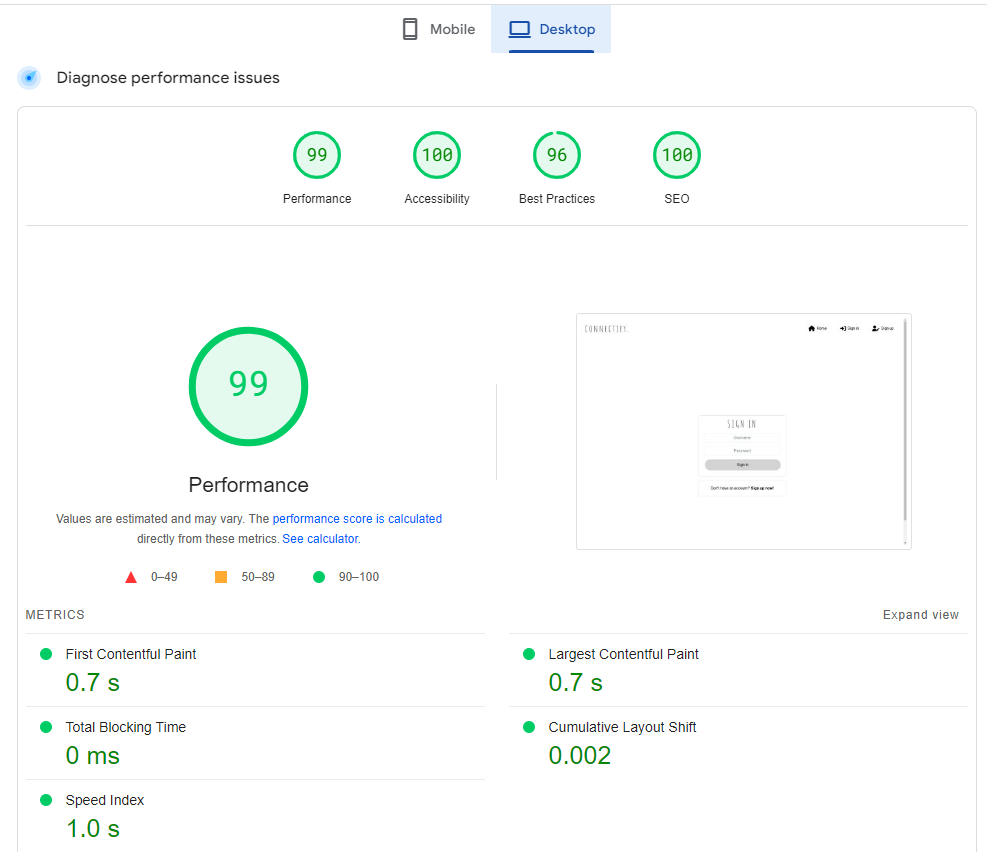 Mobile
Desktop
Diagnose performance issues
99
100
96
100
Performance
Accessibility
Best Practices
SEO
99
Performance
Values are estimated and may vary. The performance score is calculated
directly from these metrics. See calculator.
0–49
50–89
90–100
CONNECTIFY.
Home
Sign in
Sign up
SIGN IN
Username
Password
Sign in
Don't have an account? Sign up now!
METRICS
Expand view
First Contentful Paint
0.7 s
Largest Contentful Paint
0.7 s
Total Blocking Time
0 ms
Cumulative Layout Shift
0.002
Speed Index
1.0 s